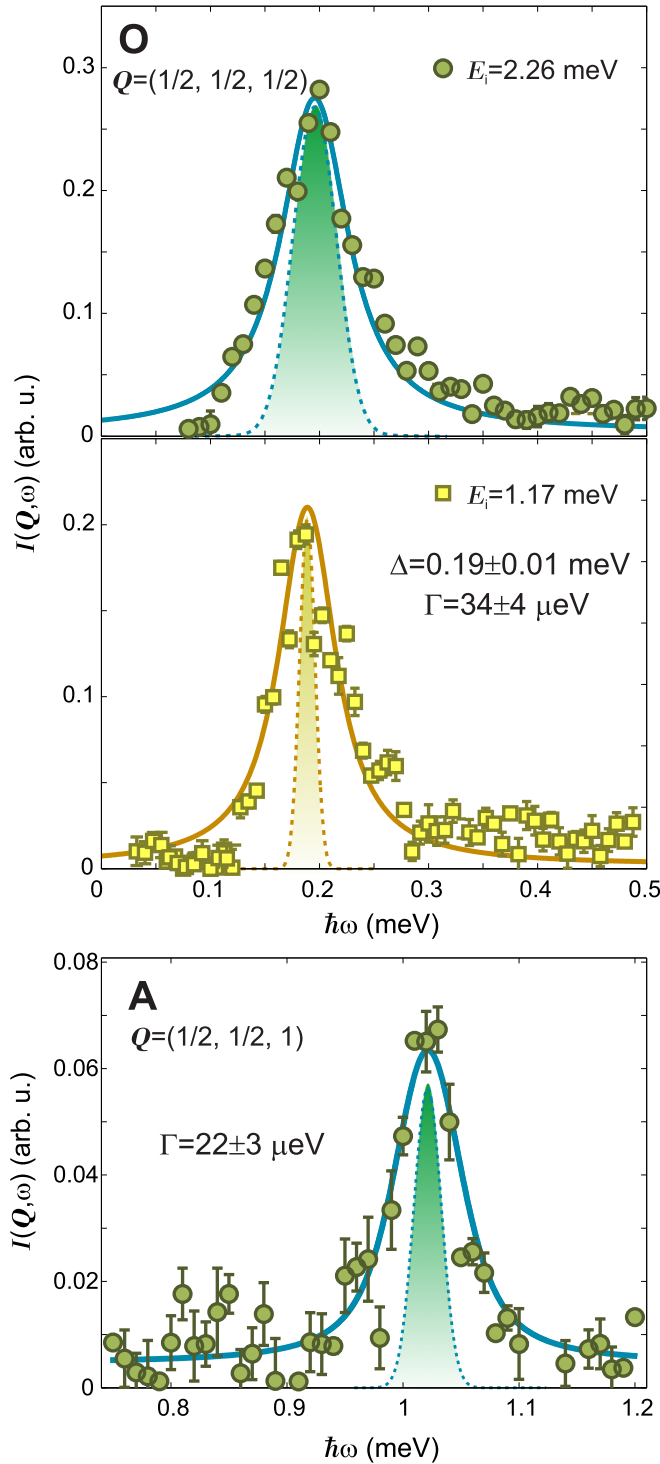 O
Q=(1/2, 1/2, 1/2)
Ei=2.26 meV
0.3
0.2
0.1
0
I(Q,ω) (arb. u.)
Ei=1.17 meV
Δ=0.19±0.01 meV
Γ=34±4 μeV
0.2
0.1
0
0 0.1 0.2 0.3 0.4 0.5
ħω (meV)
A
Q=(1/2, 1/2, 1)
Γ=22±3 μeV
0.08
0.06
0.04
0.02
0
I(Q,ω) (arb. u.)
0.8 0.9 1 1.1 1.2
ħω (meV)